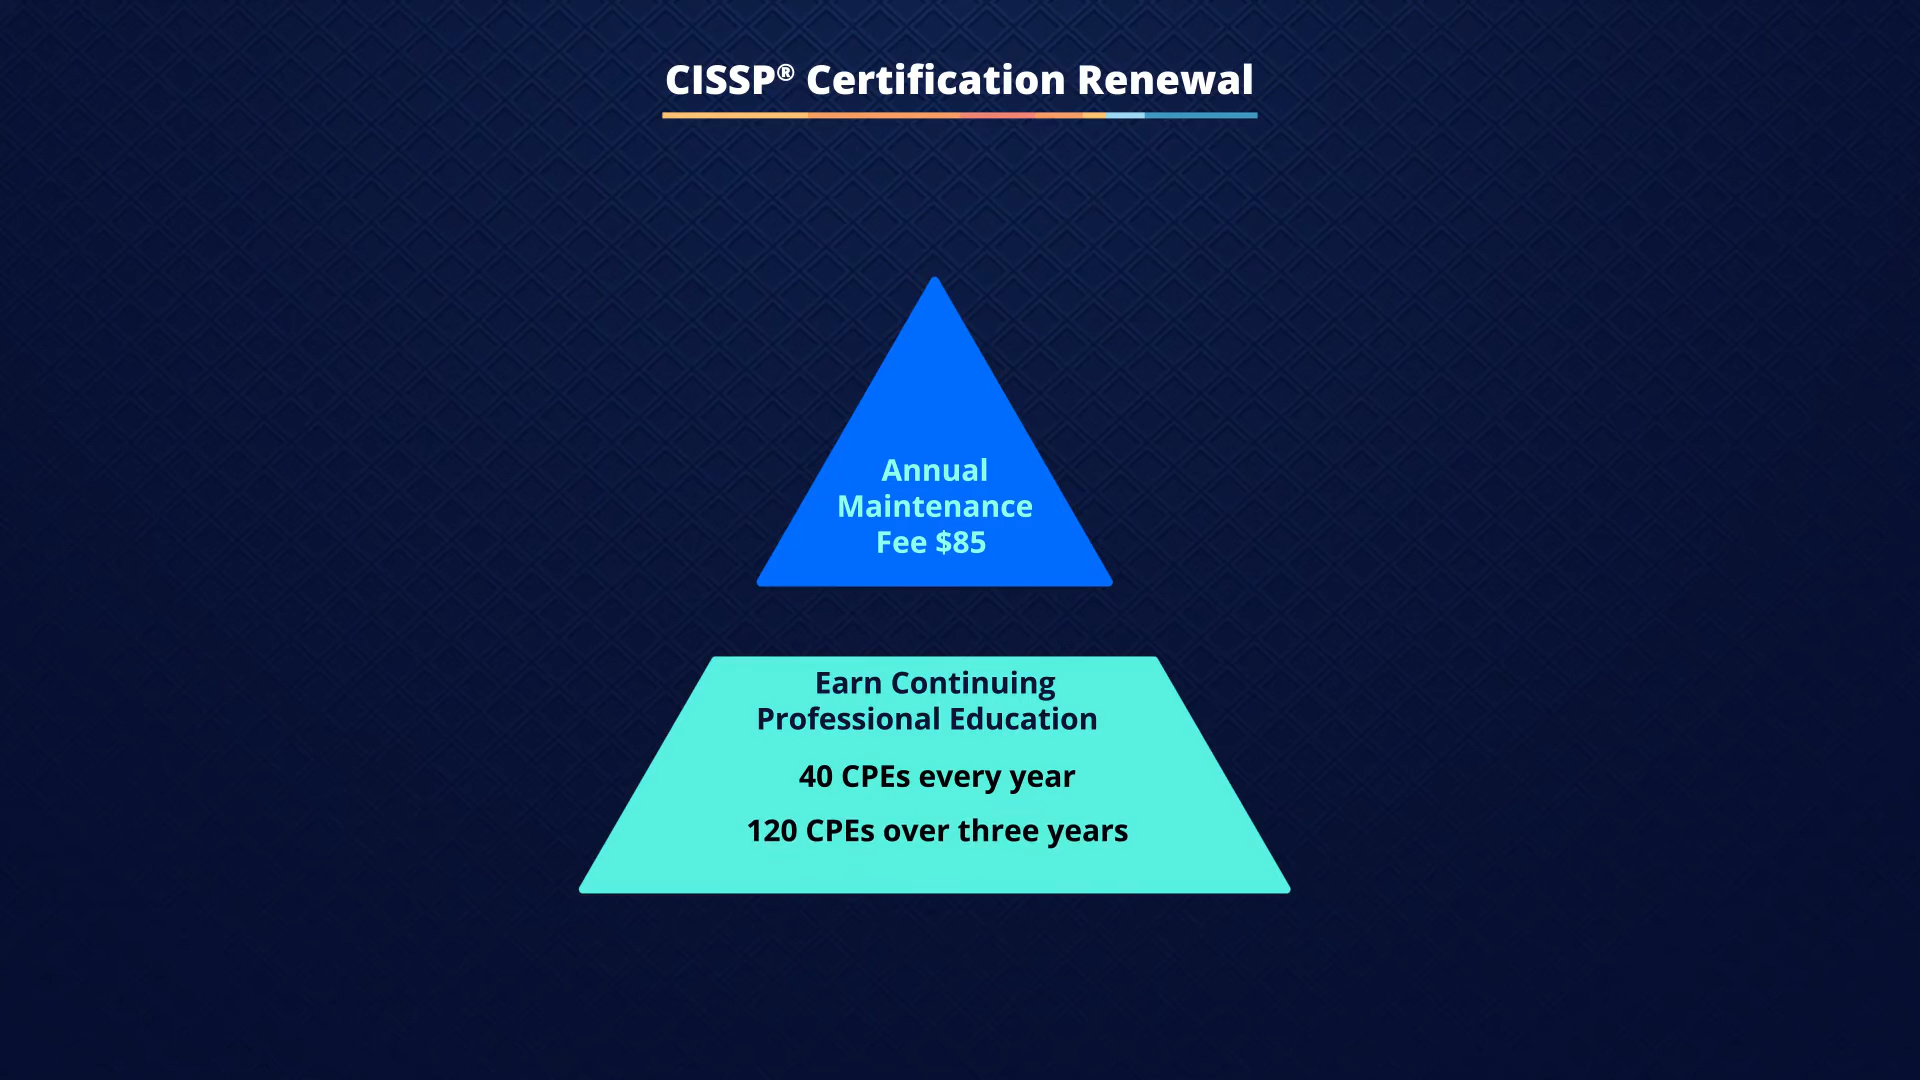 CISSP® Certification Renewal
Annual
Maintenance
Fee $85
Earn Continuing
Professional Education
40 CPEs every year
120 CPEs over three years